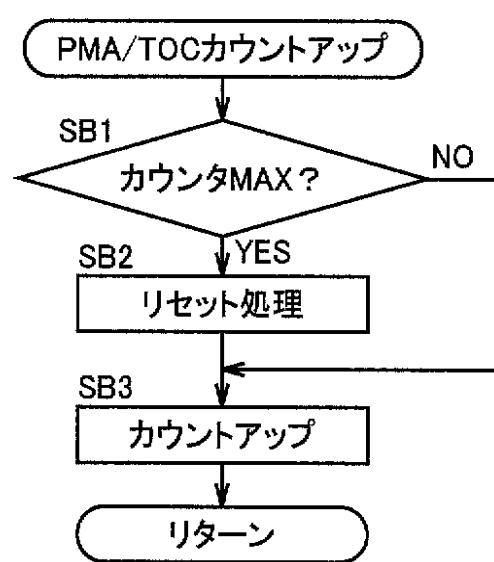 PMA/TOCカウントアップ
SB1
カウンタMAX?
NO
YES
SB2
リセット処理
SB3
カウントアップ
リターン